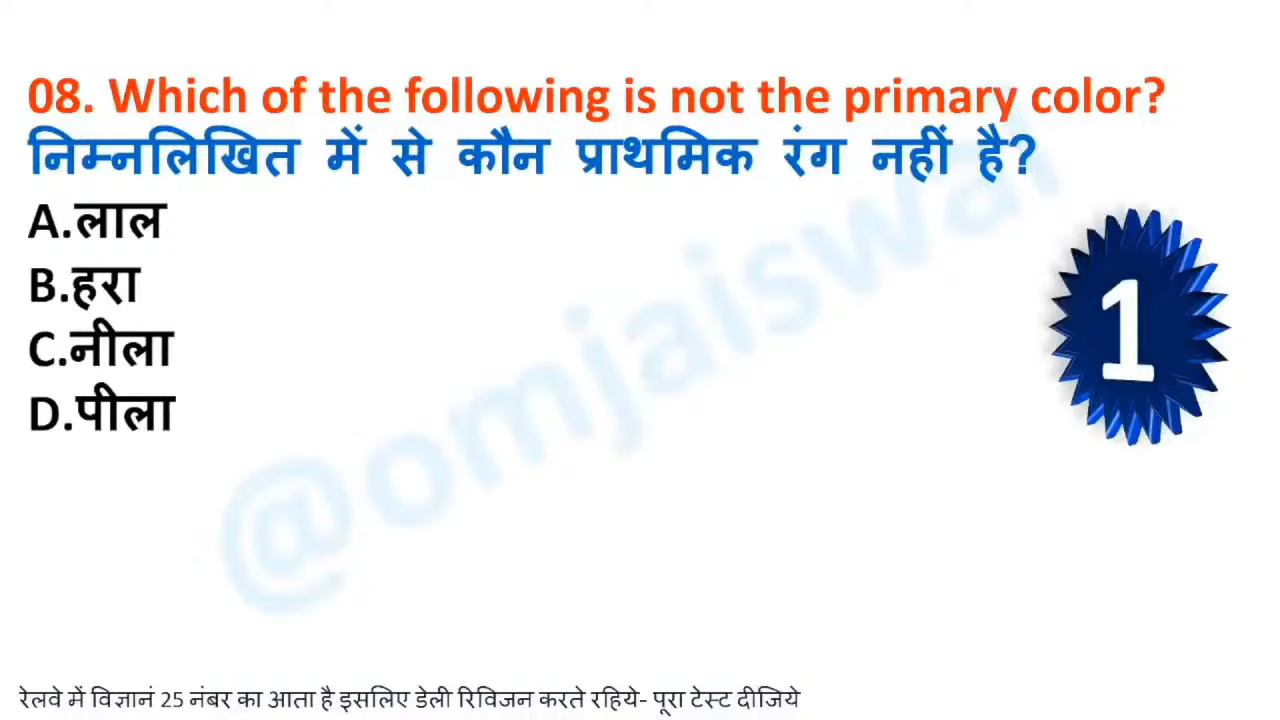 08. Which of the following is not the primary color?
निम्नलिखित में से कौन प्राथमिक रंग नहीं है?
A.लाल
B.हरा
C.नीला
D.पीला
1
@omjaiswal
रेलवे में विज्ञानं 25 नंबर का आता है इसलिए डेली रिविजन करते रहिये- पूरा टेस्ट दीजिये